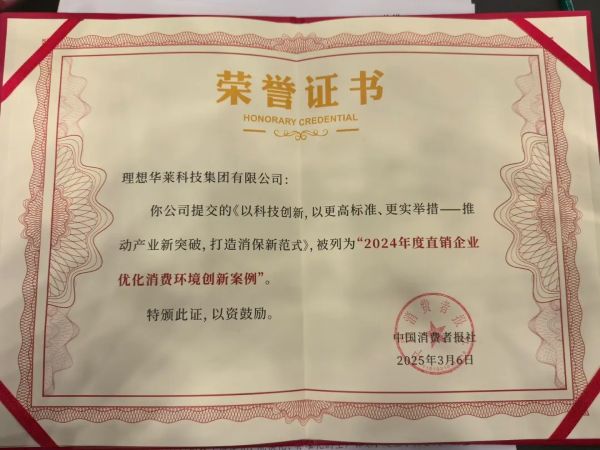 荣誉证书
HONORARY CREDENTIAL
理想华莱科技集团有限公司：
你公司提交的《以科技创新，以更高标准、更实举措——推
动产业新突破，打造消保新范式》，被列为“2024年度直销企业
优化消费环境创新案例”。
特颁此证，以资鼓励。
消费者报
中国消费者报社
2025年3月6日